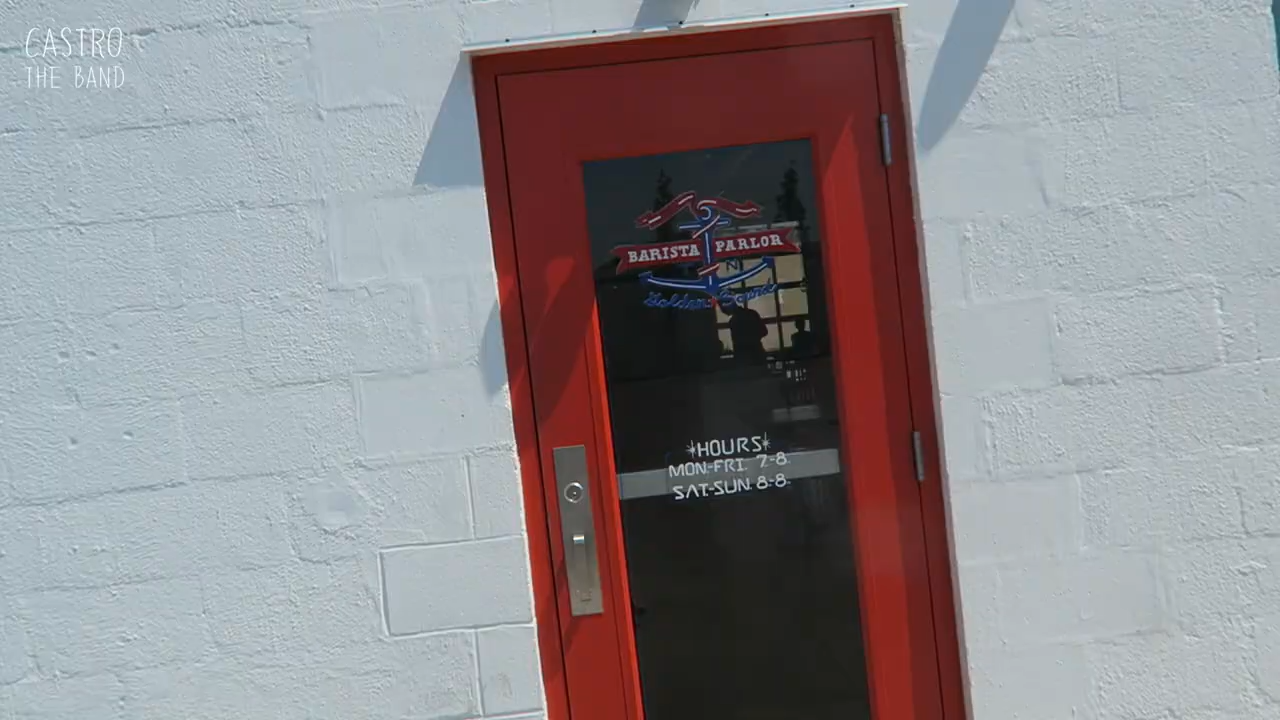 CASTRO
THE BAND
BARISTA PARLOR
Golden Sound
HOURS
MON-FRI. 7-8.
SAT-SUN. 8-8.